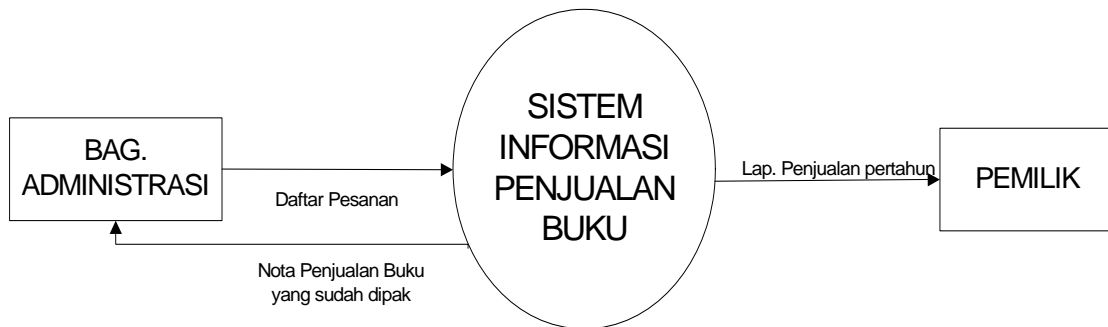 BAG.
ADMINISTRASI
Daftar Pesanan
Nota Penjualan Buku
yang sudah dipak
SISTEM
INFORMASI
PENJUALAN
BUKU
Lap. Penjualan pertahun
PEMILIK